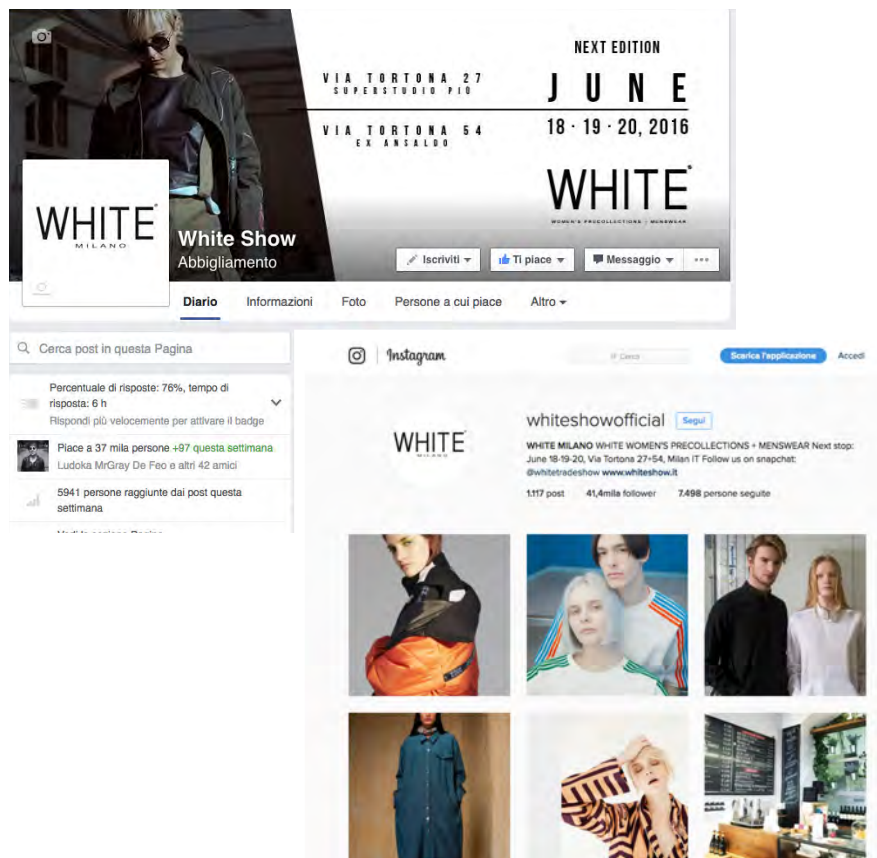 NEXT EDITION
VIA TORTONA 27
SUPERSTUDIO PIÙ
JUNE
VIA TORTONA 54
EX ANSALDO
18 · 19 · 20, 2016
WHITE
WOMEN'S PRECOLLECTIONS + MENSWEAR
WHITE
MILANO
White Show
Abbigliamento
Iscriviti
Ti piace
Messaggio
Diario
Informazioni
Foto
Persone a cui piace
Altro
Cerca post in questa Pagina
Percentuale di risposte: 76%, tempo di
risposta: 6 h
Rispondi più velocemente per attivare il badge
Piace a 37 mila persone +97 questa settimana
Ludoka MrGray De Feo e altri 42 amici
5941 persone raggiunte dai post questa
settimana
Instagram
Cerca
Scarica l'applicazione
Accedi
WHITE
MILANO
whiteshowofficial
Segui
WHITE MILANO WHITE WOMEN'S PRECOLLECTIONS + MENSWEAR Next stop:
June 18-19-20, Via Tortona 27+54, Milan IT Follow us on snapchat:
@whitetradeshow www.whiteshow.it
1.117 post
41,4mila follower
7.498 persone seguite